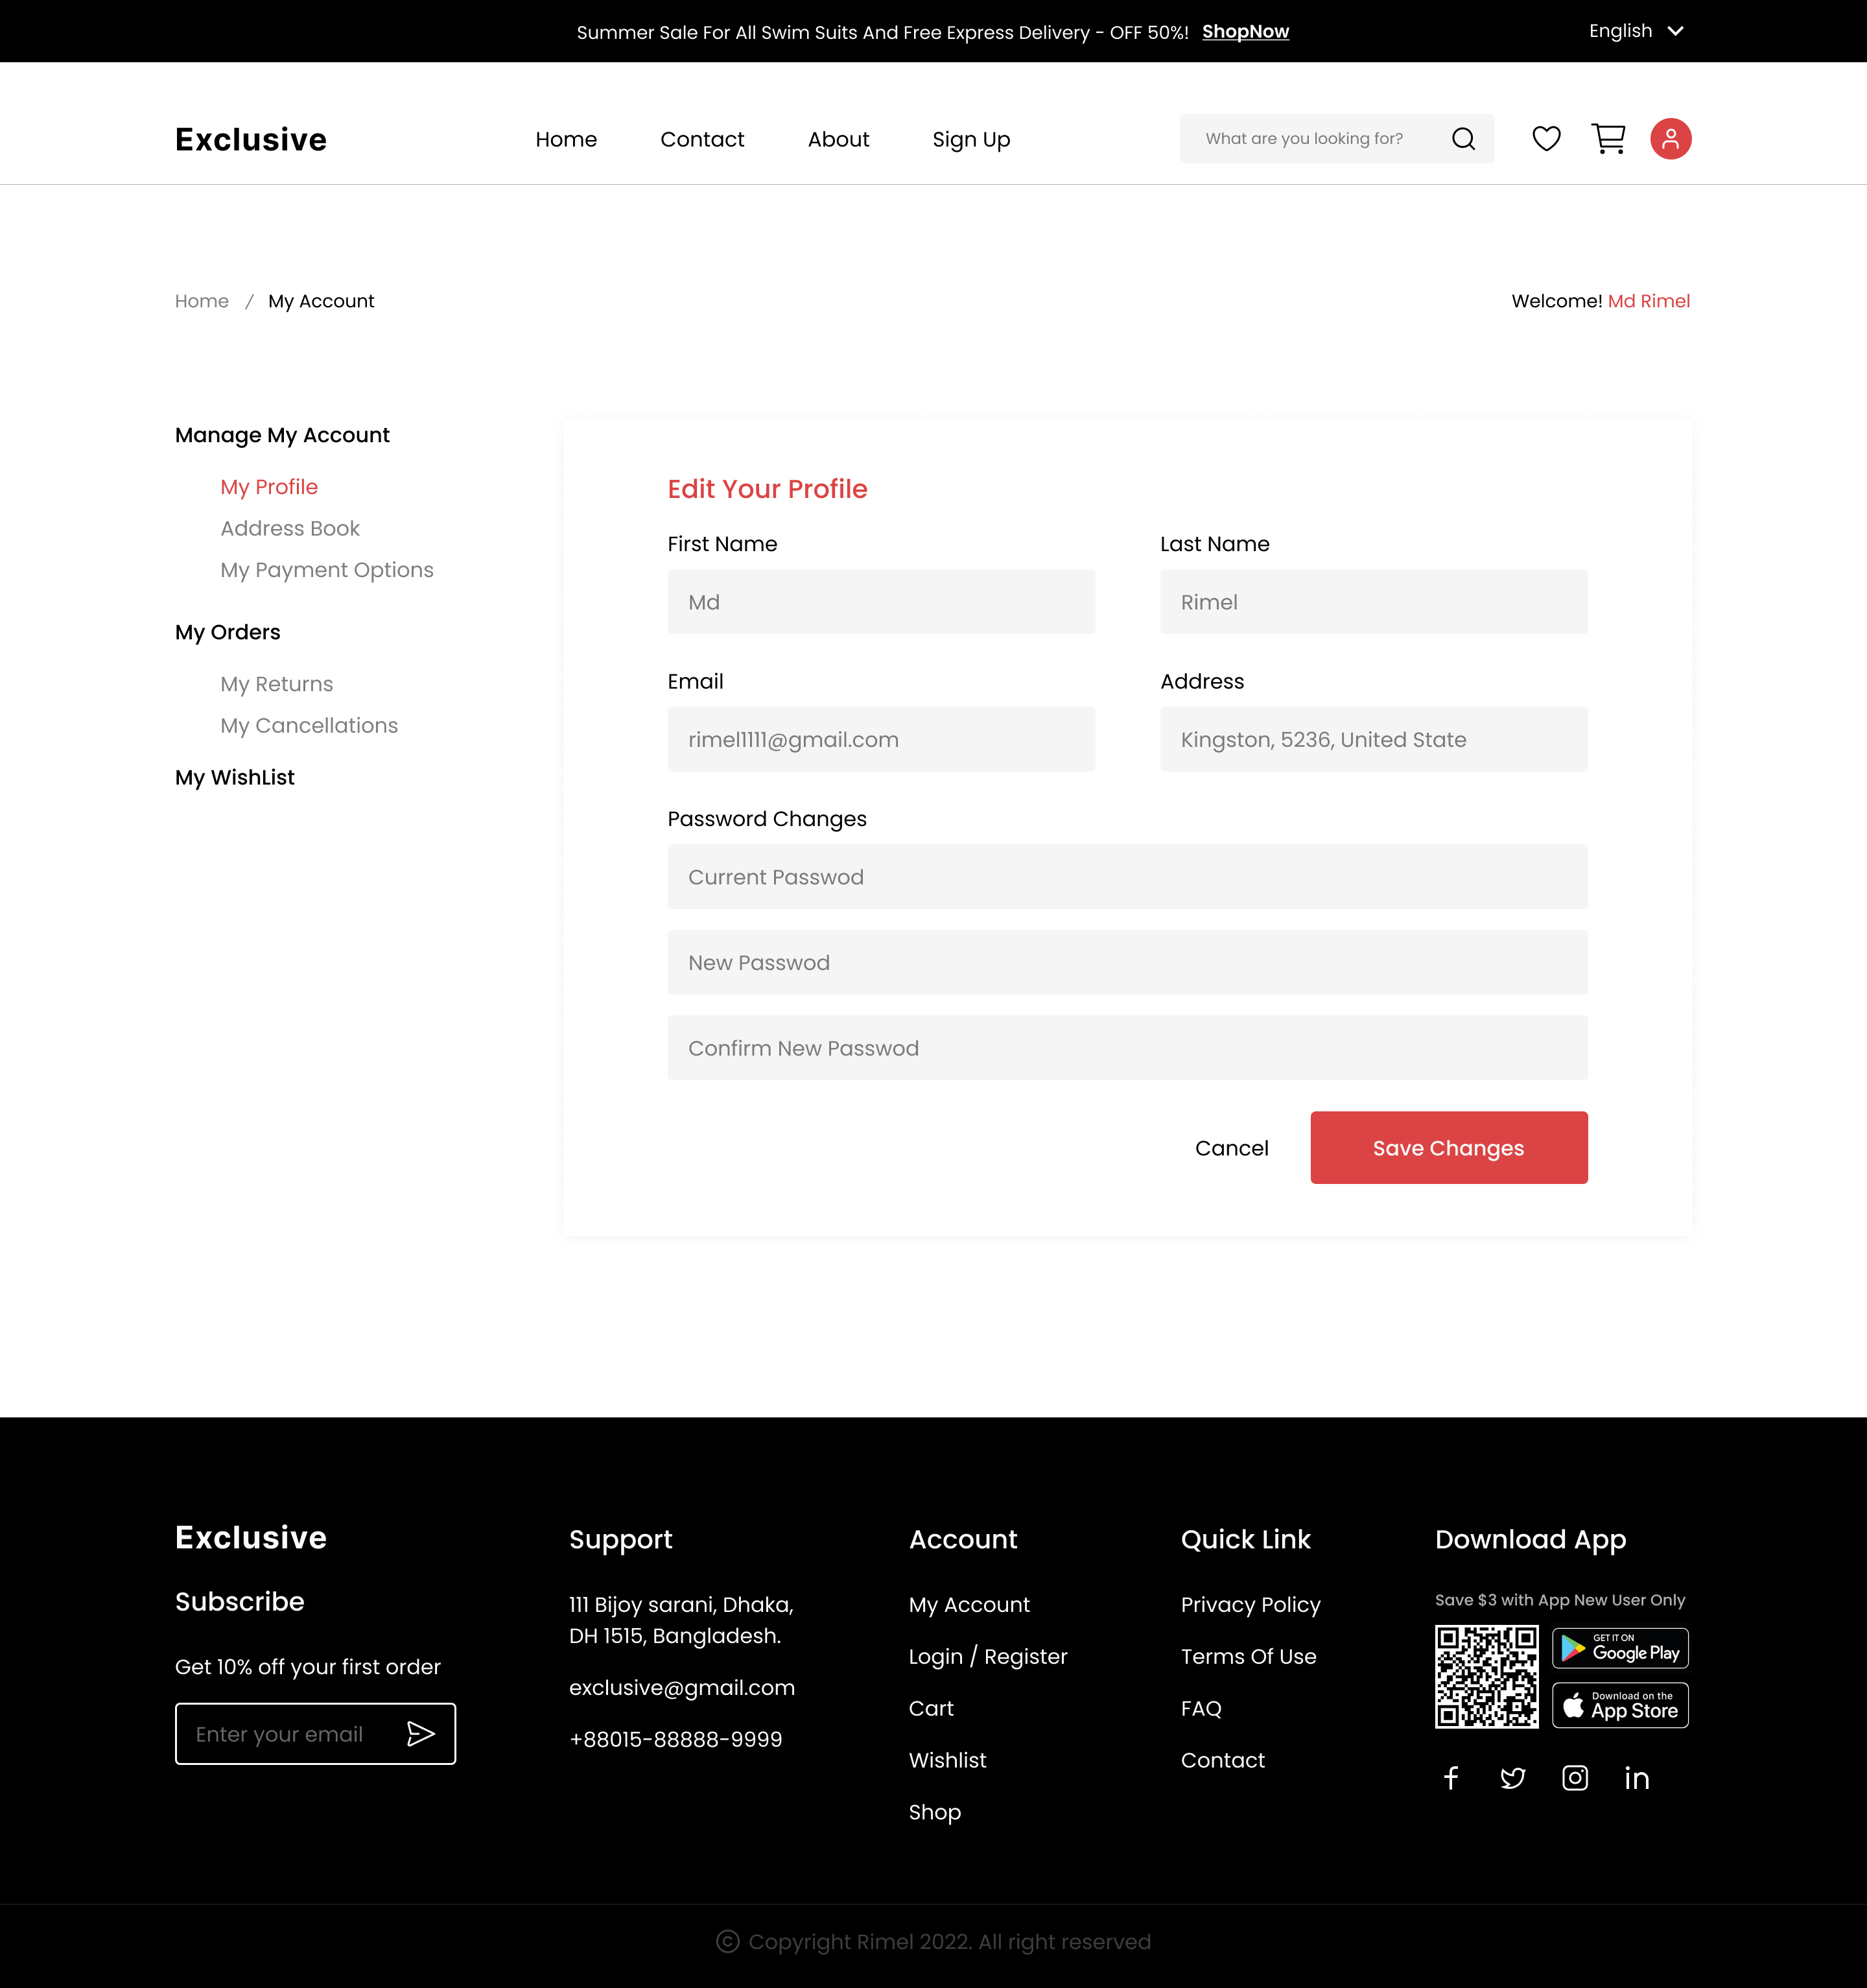 Summer Sale For All Swim Suits And Free Express Delivery - OFF 50%! ShopNow
English
Exclusive
Home
Contact
About
Sign Up
What are you looking for?
Home / My Account
Welcome! Md Rimel
Manage My Account
My Profile
Address Book
My Payment Options
My Orders
My Returns
My Cancellations
My WishList
Edit Your Profile
First Name
Last Name
Md
Rimel
Email
Address
rimel1111@gmail.com
Kingston, 5236, United State
Password Changes
Current Passwod
New Passwod
Confirm New Passwod
Cancel
Save Changes
Exclusive
Subscribe
Get 10% off your first order
Enter your email
Support
111 Bijoy sarani, Dhaka,
DH 1515, Bangladesh.
exclusive@gmail.com
+88015-88888-9999
Account
My Account
Login / Register
Cart
Wishlist
Shop
Quick Link
Privacy Policy
Terms Of Use
FAQ
Contact
Download App
Save $3 with App New User Only
GET IT ON
Google Play
Download on the
App Store
© Copyright Rimel 2022. All right reserved